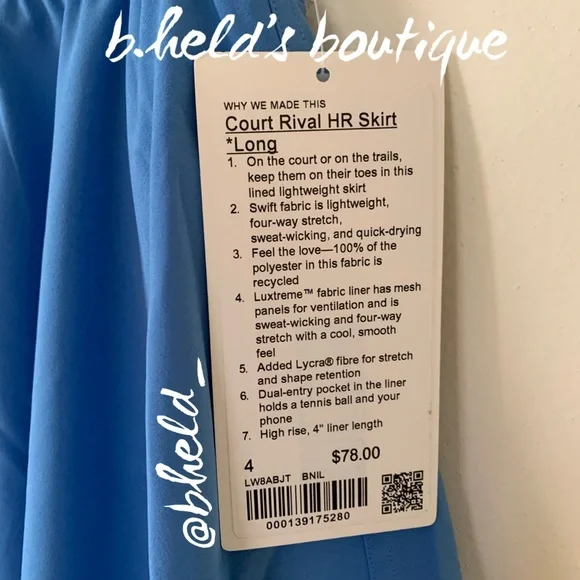 b.held's boutique
WHY WE MADE THIS
Court Rival HR Skirt
*Long
1. On the court or on the trails,
keep them on their toes in this
lined lightweight skirt
2. Swift fabric is lightweight,
four-way stretch,
sweat-wicking, and quick-drying
3. Feel the love—100% of the
polyester in this fabric is
recycled
4. Luxtreme™ fabric liner has mesh
panels for ventilation and is
sweat-wicking and four-way
stretch with a cool, smooth
feel
5. Added Lycra® fibre for stretch
and shape retention
6. Dual-entry pocket in the liner
holds a tennis ball and your
phone
7. High rise, 4" liner length
4 $78.00
LW8ABJT BNIL
000139175280
@bheld_